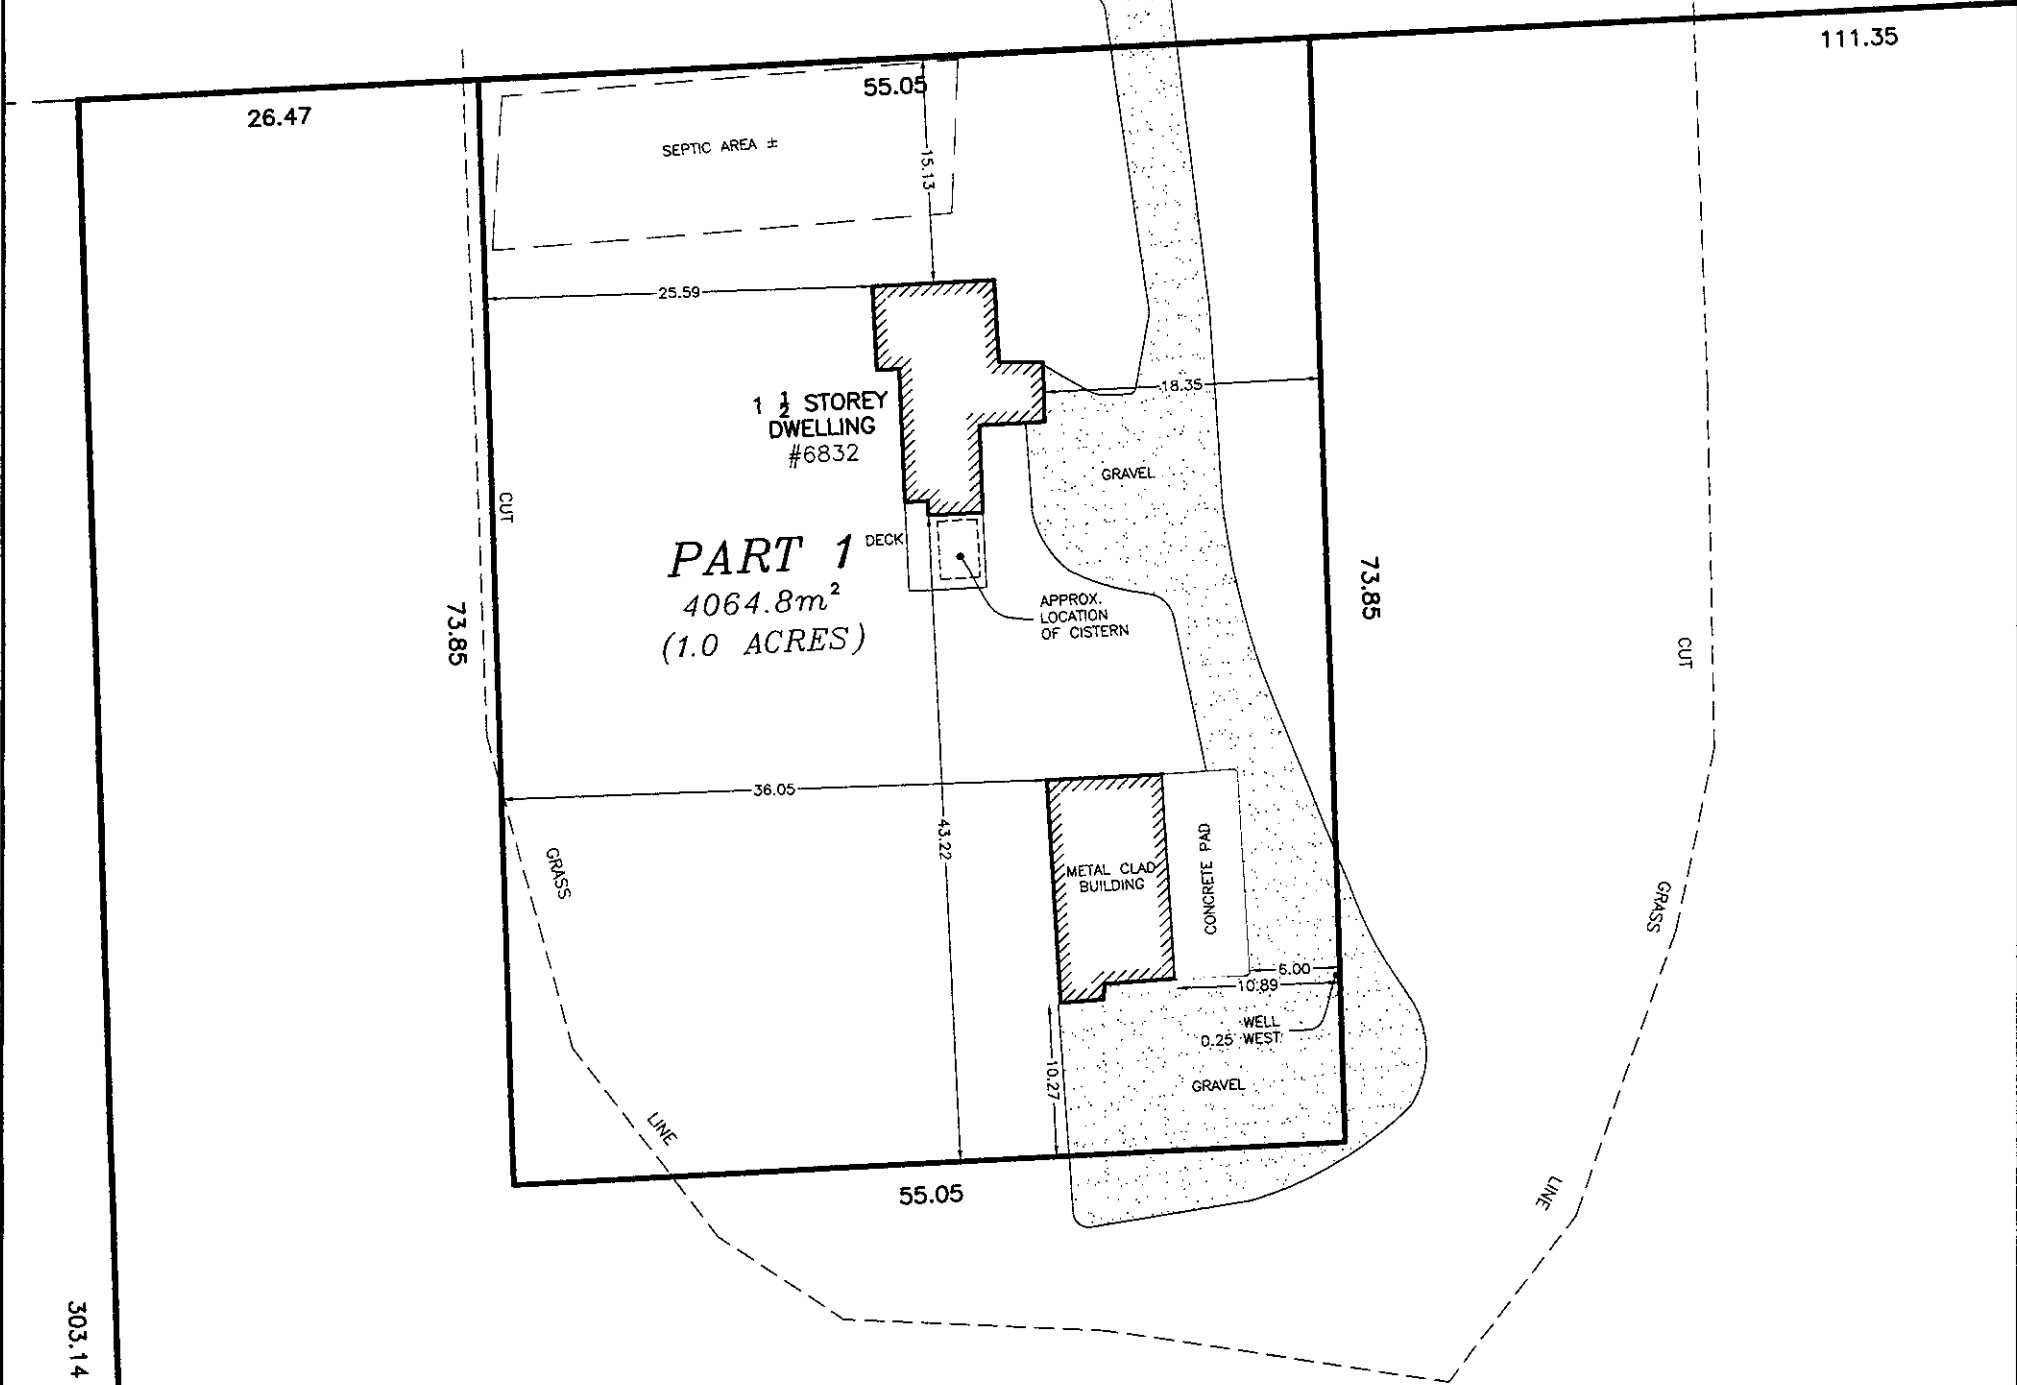 111.35
55.05
26.47
SEPTIC AREA ±
15.13
25.59
18.35
1 ½ STOREY
DWELLING
#6832
GRAVEL
CUT
PART 1
DECK
4064.8m²
(1.0 ACRES)
APPROX.
LOCATION
OF CISTERN
73.85
73.85
CUT
36.05
43.22
METAL CLAD
BUILDING
CONCRETE PAD
GRASS
GRASS
6.00
10.89
WELL
0.25 WEST
10.27
GRAVEL
LINE
LINE
55.05
303.14